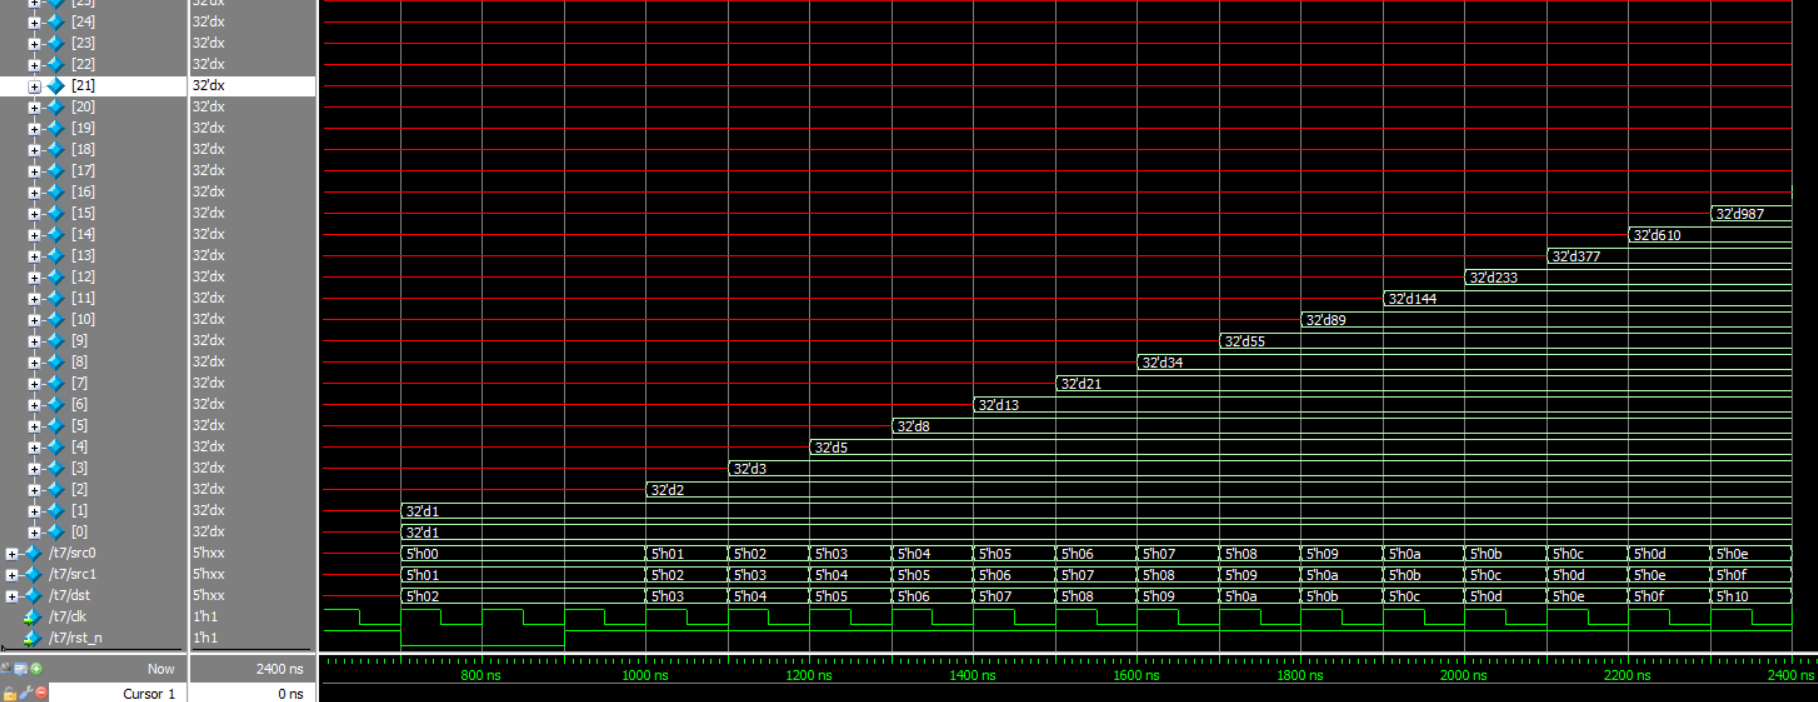 [25] 32'dx
[24] 32'dx
[23] 32'dx
[22] 32'dx
[21] 32'dx
[20] 32'dx
[19] 32'dx
[18] 32'dx
[17] 32'dx
[16] 32'dx
[15] 32'dx 32'd987
[14] 32'dx 32'd610
[13] 32'dx 32'd377
[12] 32'dx 32'd233
[11] 32'dx 32'd144
[10] 32'dx 32'd89
[9] 32'dx 32'd55
[8] 32'dx 32'd34
[7] 32'dx 32'd21
[6] 32'dx 32'd13
[5] 32'dx 32'd8
[4] 32'dx 32'd5
[3] 32'dx 32'd3
[2] 32'dx 32'd2
[1] 32'dx 32'd1
[0] 32'dx 32'd1
/t7/src0 5'hxx 5'h00 5'h01 5'h02 5'h03 5'h04 5'h05 5'h06 5'h07 5'h08 5'h09 5'h0a 5'h0b 5'h0c 5'h0d 5'h0e
/t7/src1 5'hxx 5'h01 5'h02 5'h03 5'h04 5'h05 5'h06 5'h07 5'h08 5'h09 5'h0a 5'h0b 5'h0c 5'h0d 5'h0e 5'h0f
/t7/dst 5'hxx 5'h02 5'h03 5'h04 5'h05 5'h06 5'h07 5'h08 5'h09 5'h0a 5'h0b 5'h0c 5'h0d 5'h0e 5'h0f 5'h10
/t7/clk 1'h1
/t7/rst_n 1'h1
Now 2400 ns 800 ns 1000 ns 1200 ns 1400 ns 1600 ns 1800 ns 2000 ns 2200 ns 2400 ns
Cursor 1 0 ns